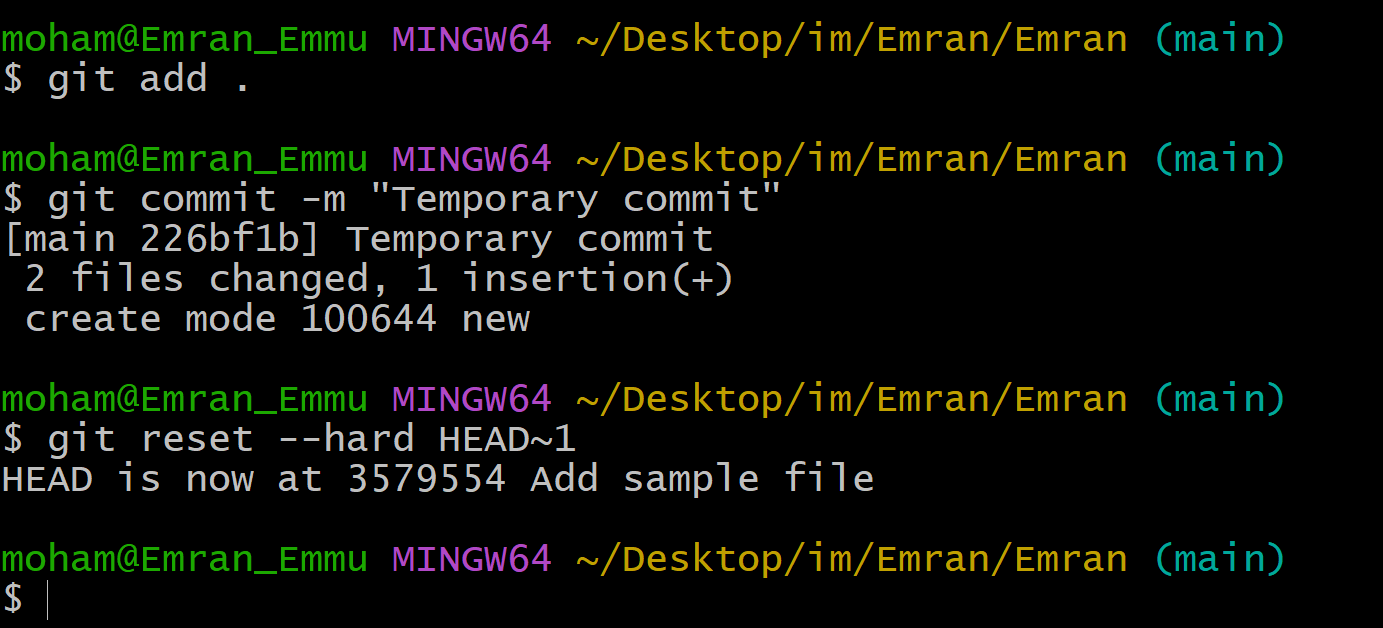 moham@Emran_Emmu MINGW64 ~/Desktop/im/Emran/Emran (main)
$ git add .
moham@Emran_Emmu MINGW64 ~/Desktop/im/Emran/Emran (main)
$ git commit -m "Temporary commit"
[main 226bf1b] Temporary commit
 2 files changed, 1 insertion(+)
 create mode 100644 new
moham@Emran_Emmu MINGW64 ~/Desktop/im/Emran/Emran (main)
$ git reset --hard HEAD~1
HEAD is now at 3579554 Add sample file
moham@Emran_Emmu MINGW64 ~/Desktop/im/Emran/Emran (main)
$